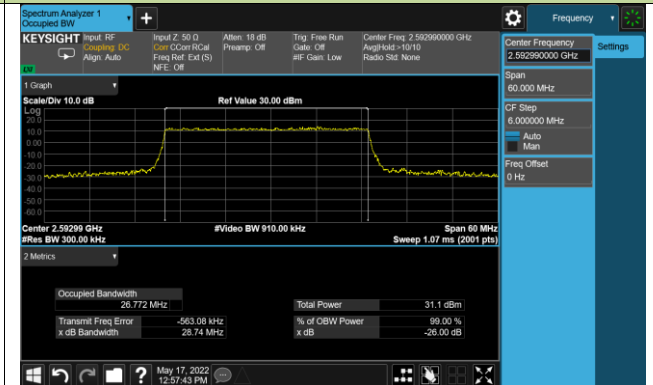 Spectrum Analyzer 1
Occupied BW
Frequency
KEYSIGHT
Input: RF
Coupling: DC
Align: Auto
Input Z: 50 Ω
Corr CCorr RCal
Freq Ref: Ext (S)
NFE: Off
Atten: 18 dB
Preamp: Off
Trig: Free Run
Gate: Off
#IF Gain: Low
Center Freq: 2.592990000 GHz
Avg|Hold:>10/10
Radio Std: None
Center Frequency
2.592990000 GHz
Settings
Span
60.000 MHz
CF Step
6.000000 MHz
Auto
Man
Freq Offset
0 Hz
1 Graph
Scale/Div 10.0 dB
Ref Value 30.00 dBm
Log
20.0
10.0
0.00
-10.0
-20.0
-30.0
-40.0
-50.0
-60.0
Center 2.59299 GHz
#Video BW 910.00 kHz
Span 60 MHz
#Res BW 300.00 kHz
Sweep 1.07 ms (2001 pts)
2 Metrics
Occupied Bandwidth
26.772 MHz
Total Power
31.1 dBm
Transmit Freq Error
-563.08 kHz
% of OBW Power
99.00 %
x dB Bandwidth
28.74 MHz
x dB
-26.00 dB
May 17, 2022
12:57:43 PM